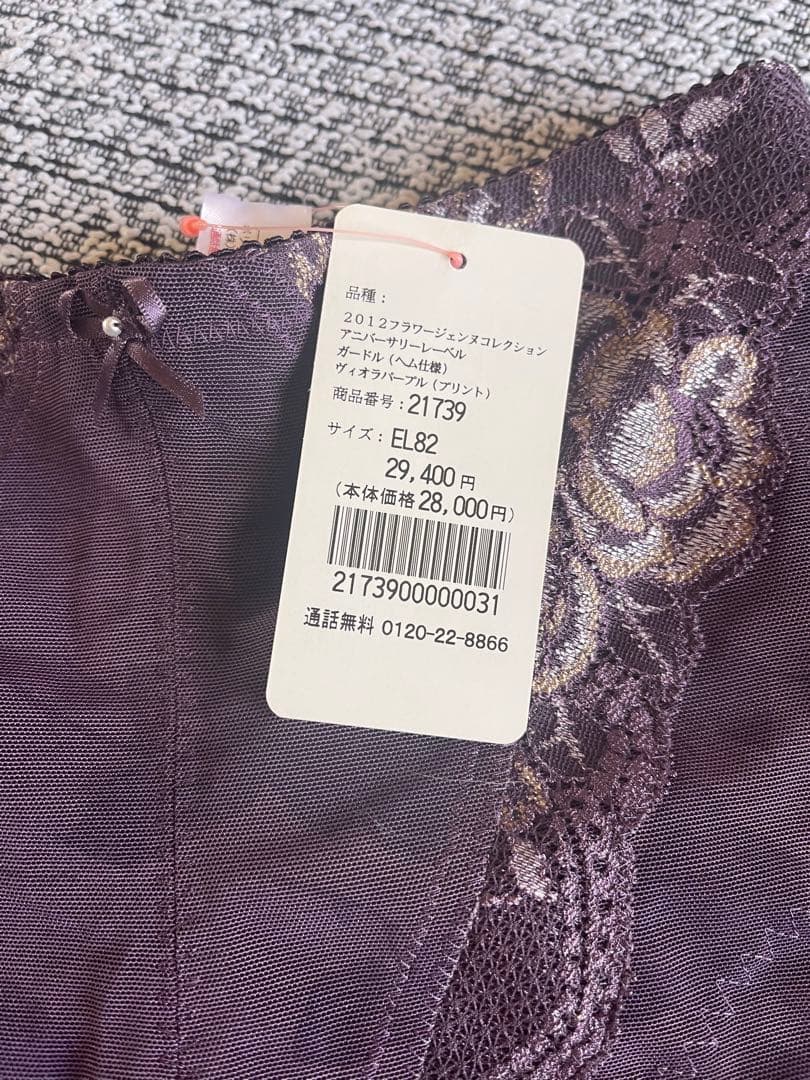 品種：
2012フラワージェンヌコレクション
アニバーサリーレーベル
ガードル（ヘム仕様）
ヴィオラパープル（プリント）
商品番号：21739
サイズ：EL82
29,400円
（本体価格28,000円）
2173900000031
通話無料 0120-22-8866